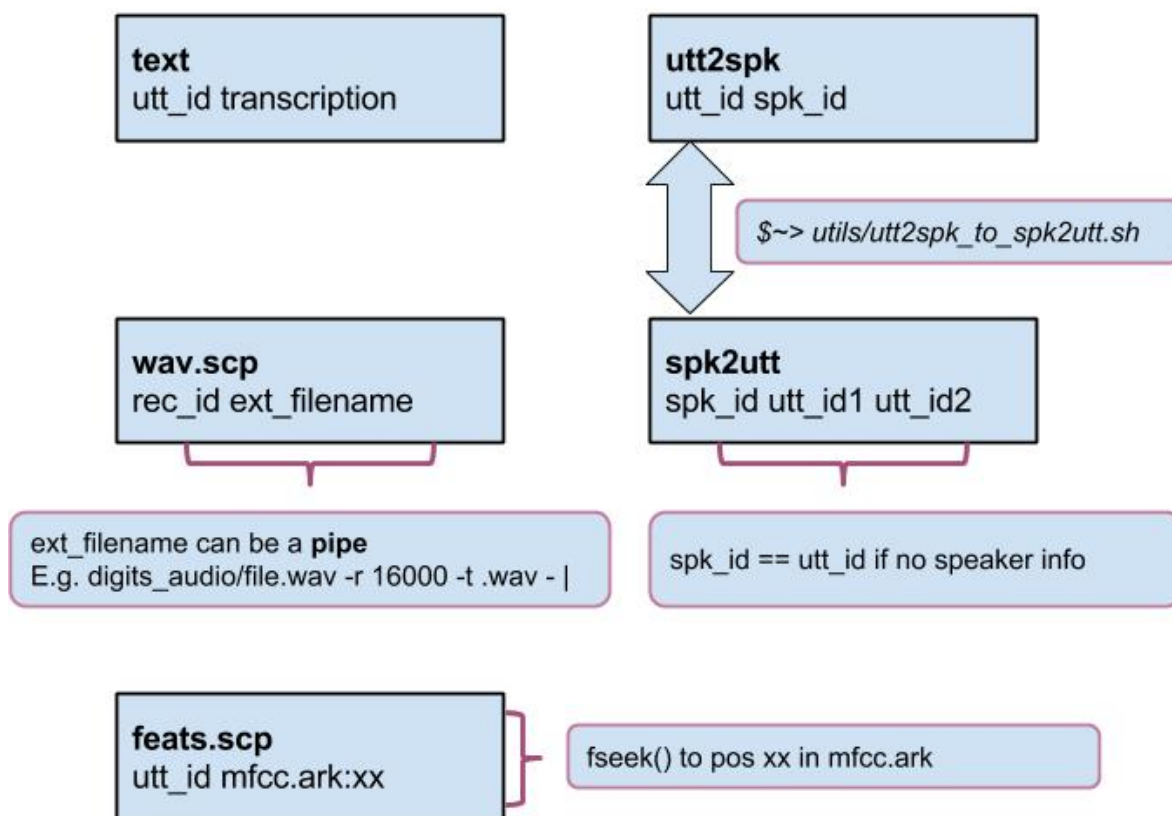 text
utt_id transcription
utt2spk
utt_id spk_id
$~> utils/utt2spk_to_spk2utt.sh
wav.scp
rec_id ext_filename
spk2utt
spk_id utt_id1 utt_id2
ext_filename can be a pipe
E.g. digits_audio/file.wav -r 16000 -t .wav - |
spk_id == utt_id if no speaker info
feats.scp
utt_id mfcc.ark:xx
fseek() to pos xx in mfcc.ark